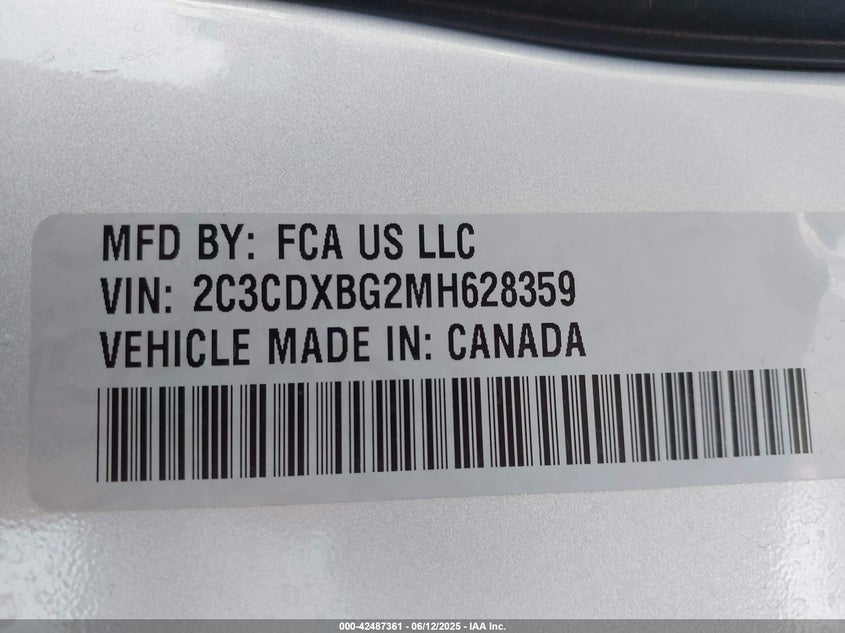 MFD BY: FCA US LLC
VIN: 2C3CDXBG2MH628359
VEHICLE MADE IN: CANADA
000-42487361 - 06/12/2025 - IAA Inc.